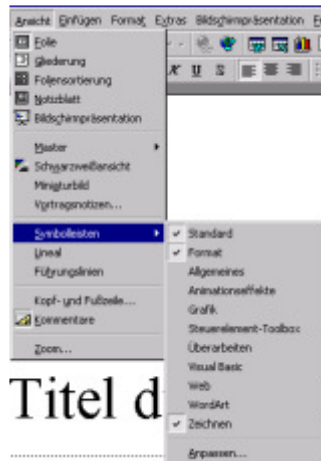 Ansicht Einfügen Format Extras Bildschirmpräsentation
Folie
Gliederung
Foliensortierung
Notizblatt
Bildschirmpräsentation
Master
Schwarzweißansicht
Miniaturbild
Vortragsnotizen...
Symbolleisten
Lineal
Führungslinien
Kopf- und Fußzeile...
Kommentare
Zoom...
Standard
Format
Allgemeines
Animationseffekte
Grafik
Steuerelement-Toolbox
Überarbeiten
Visual Basic
Web
WordArt
Zeichnen
Anpassen...
K U S
Titel d